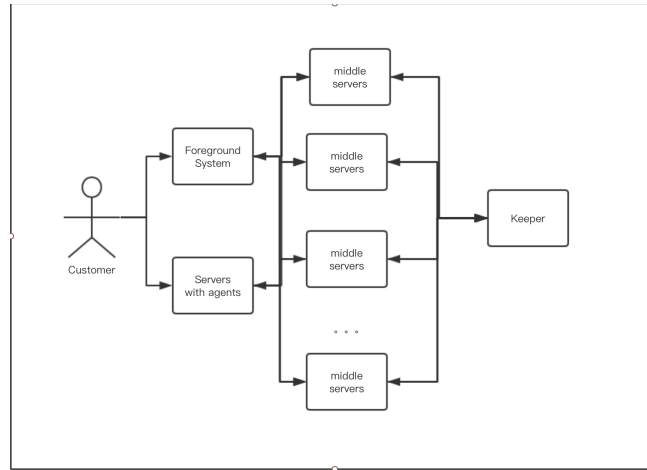 middle
servers
Foreground
System
middle
servers
Keeper
Customer
Servers
with agents
middle
servers
。。。
middle
servers